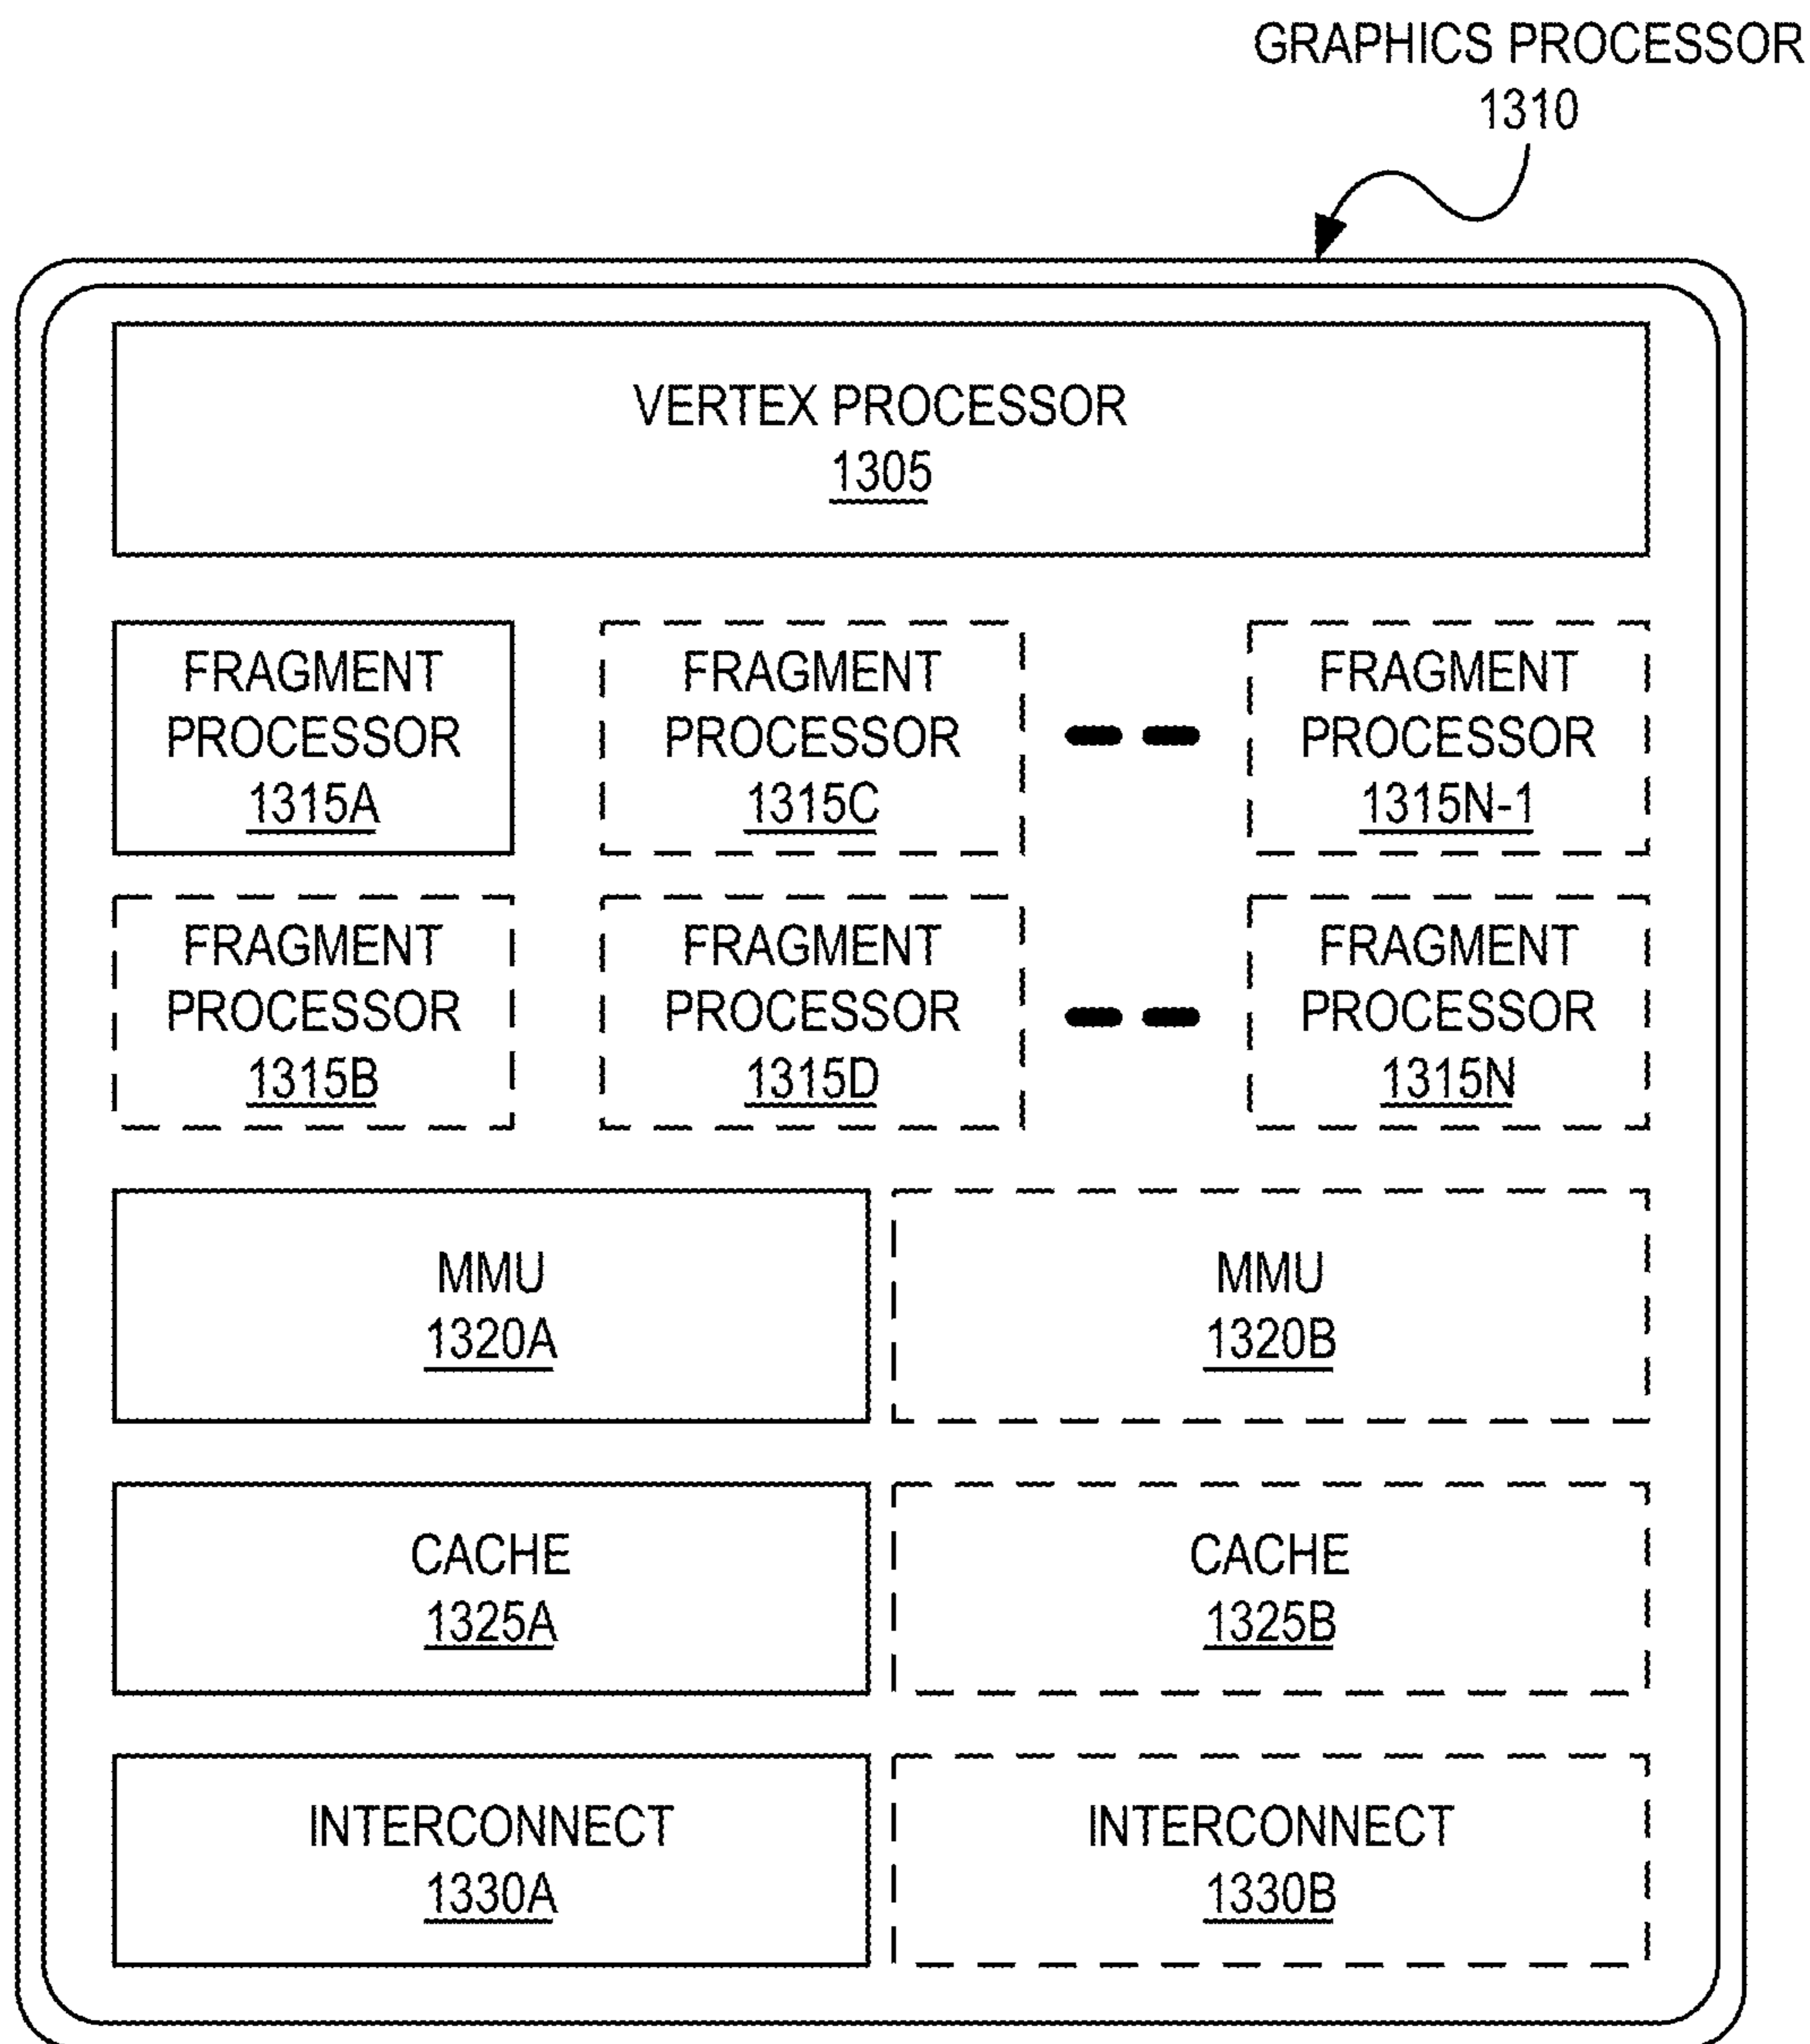 GRAPHICS PROCESSOR
1310
VERTEX PROCESSOR
1305
FRAGMENT
PROCESSOR
1315A
FRAGMENT
PROCESSOR
1315C
FRAGMENT
PROCESSOR
1315N-1
FRAGMENT
PROCESSOR
1315B
FRAGMENT
PROCESSOR
1315D
FRAGMENT
PROCESSOR
1315N
MMU
1320A
MMU
1320B
CACHE
1325A
CACHE
1325B
INTERCONNECT
1330A
INTERCONNECT
1330B